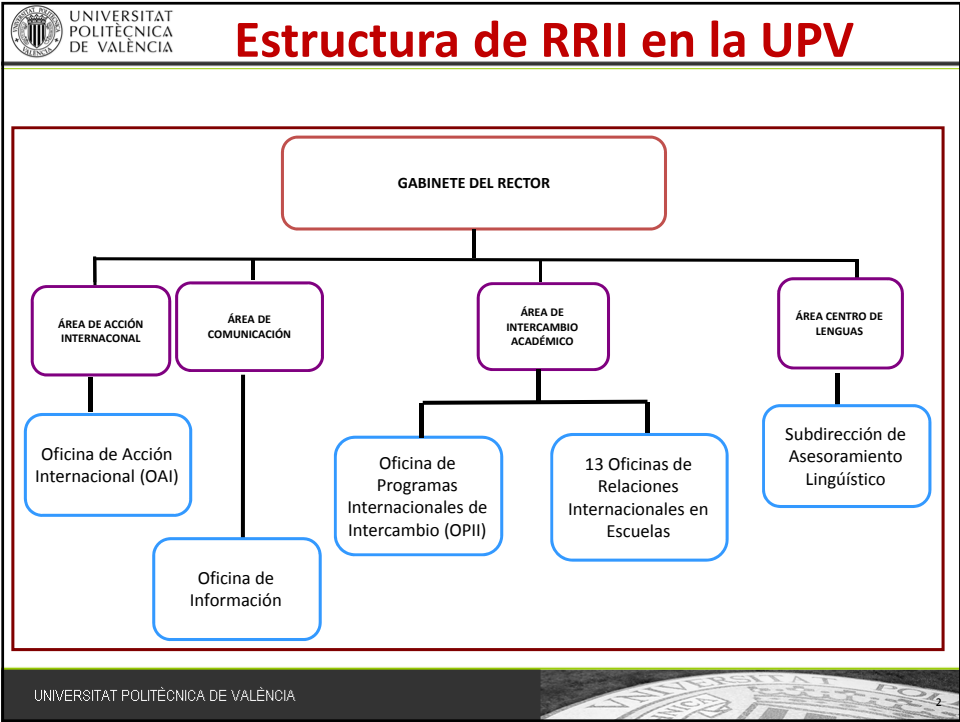 UNIVERSITAT
POLITÈCNICA
DE VALÈNCIA
Estructura de RRII en la UPV
GABINETE DEL RECTOR
ÁREA DE ACCIÓN
INTERNACONAL
ÁREA DE
COMUNICACIÓN
ÁREA DE
INTERCAMBIO
ACADÉMICO
ÁREA CENTRO DE
LENGUAS
Oficina de Acción
Internacional (OAI)
Oficina de
Información
Oficina de
Programas
Internacionales de
Intercambio (OPII)
13 Oficinas de
Relaciones
Internacionales en
Escuelas
Subdirección de
Asesoramiento
Lingúístico
UNIVERSITAT POLITÈCNICA DE VALÈNCIA
2